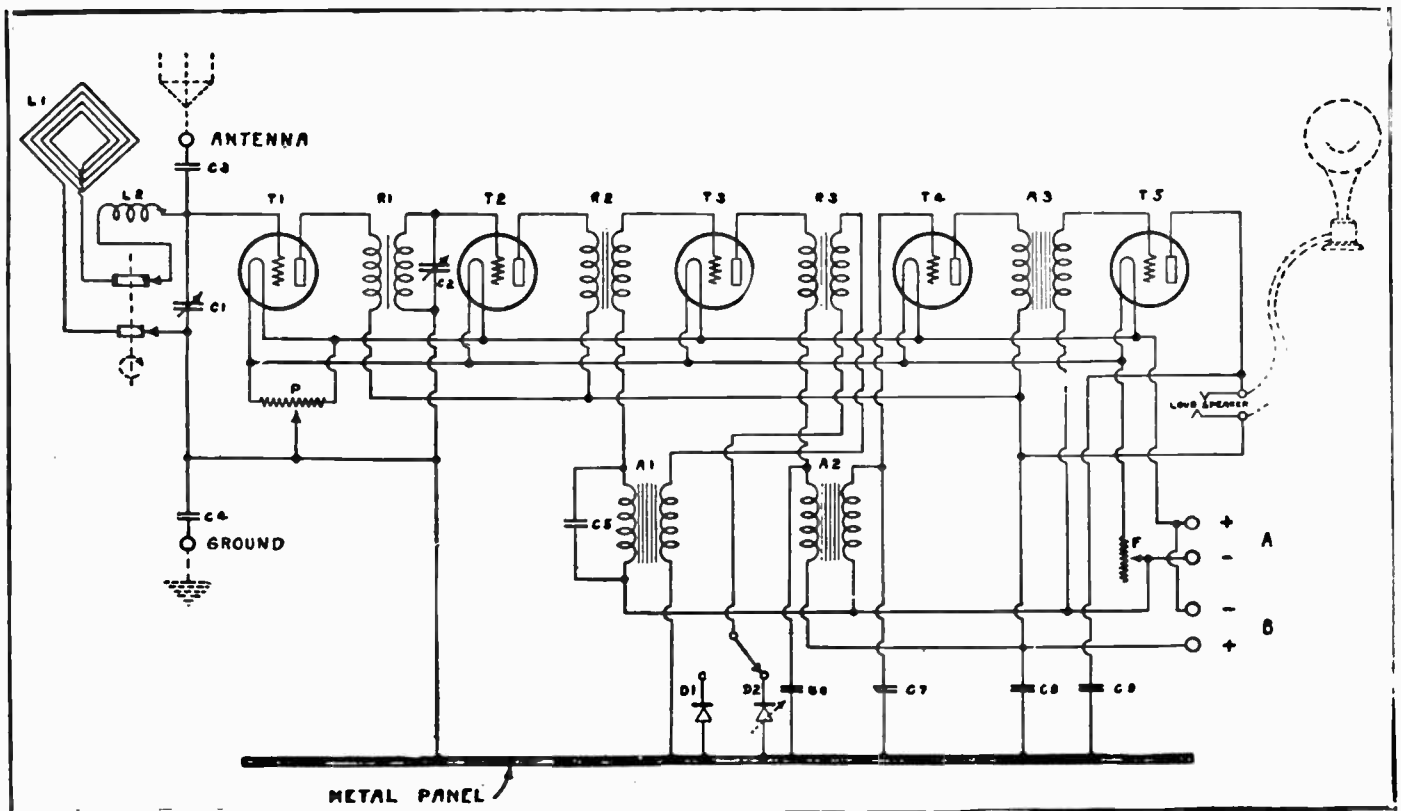 L1
ANTENNA
C3
L2
T1
R1
T2
R2
T3
R3
T4
A3
T5
C2
C1
P
LOUD SPEAKER
A1
A2
C4
C5
GROUND
F
+
A
-
-
B
+
D1
D2
C6
C7
C8
C9
METAL PANEL